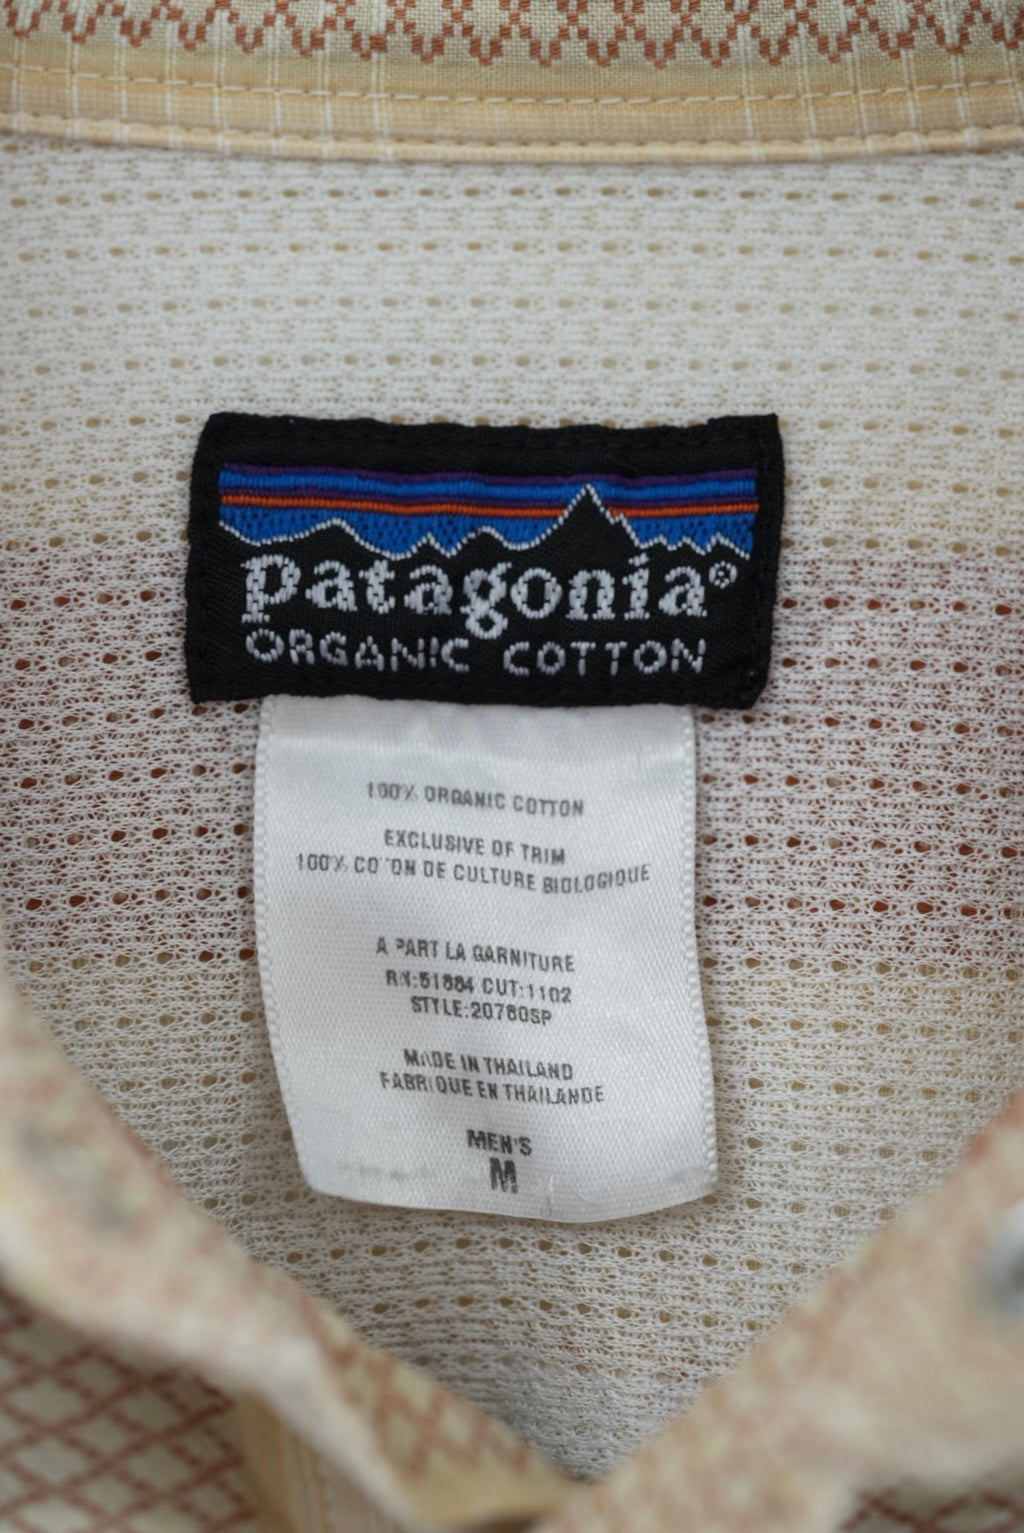 patagonia®
ORGANIC COTTON
100% ORGANIC COTTON
EXCLUSIVE OF TRIM
100% COTON DE CULTURE BIOLOGIQUE
A PART LA GARNITURE
RN:51884 CUT:1102
STYLE:20780SP
MADE IN THAILAND
FABRIQUE EN THAILANDE
MEN'S
M